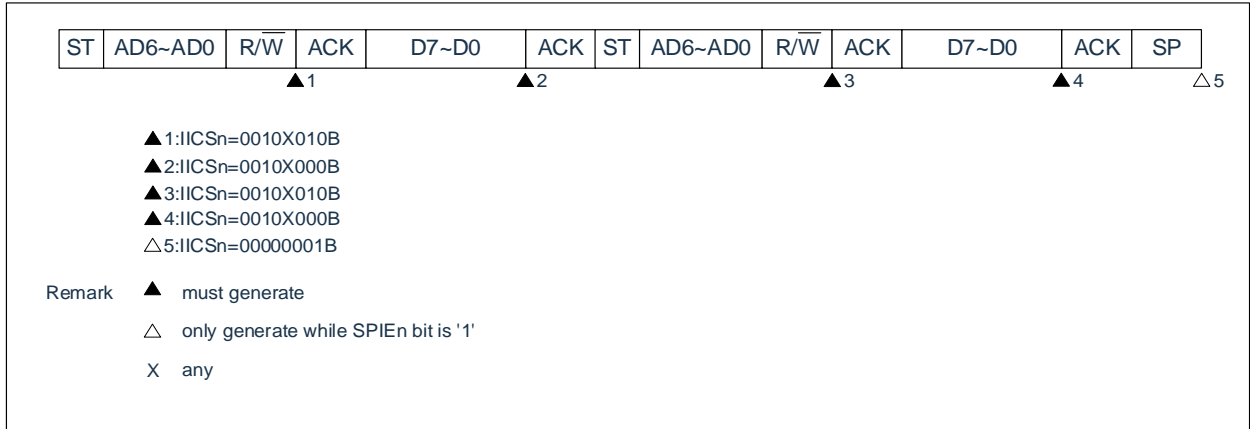 ST AD6~AD0 R/W̅ ACK D7~D0 ACK ST AD6~AD0 R/W̅ ACK D7~D0 ACK SP
▲1 ▲2 ▲3 ▲4 △5
▲1:IICSn=0010X010B
▲2:IICSn=0010X000B
▲3:IICSn=0010X010B
▲4:IICSn=0010X000B
△5:IICSn=00000001B
Remark ▲ must generate
△ only generate while SPIEn bit is '1'
X any